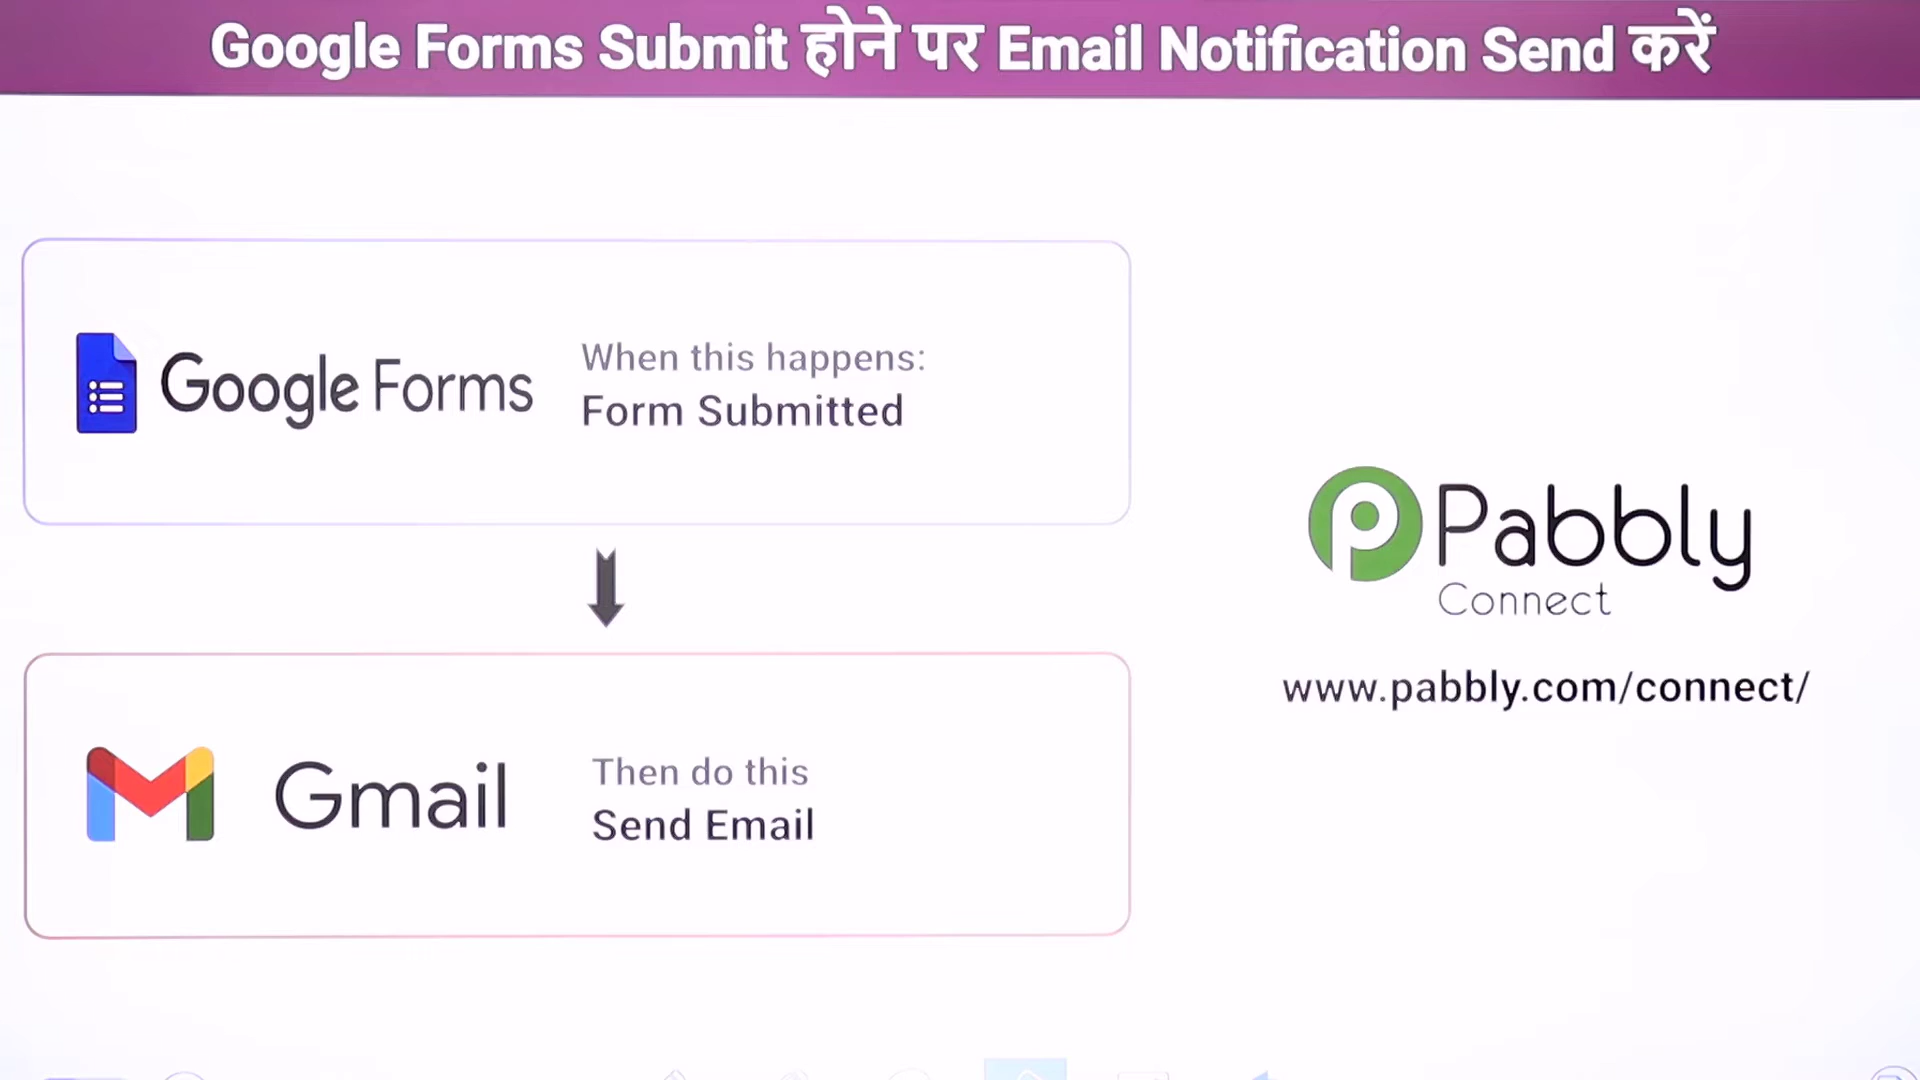 Google Forms Submit होने पर Email Notification Send करें
Google Forms
When this happens:
Form Submitted
Gmail
Then do this
Send Email
Pabbly
Connect
www.pabbly.com/connect/